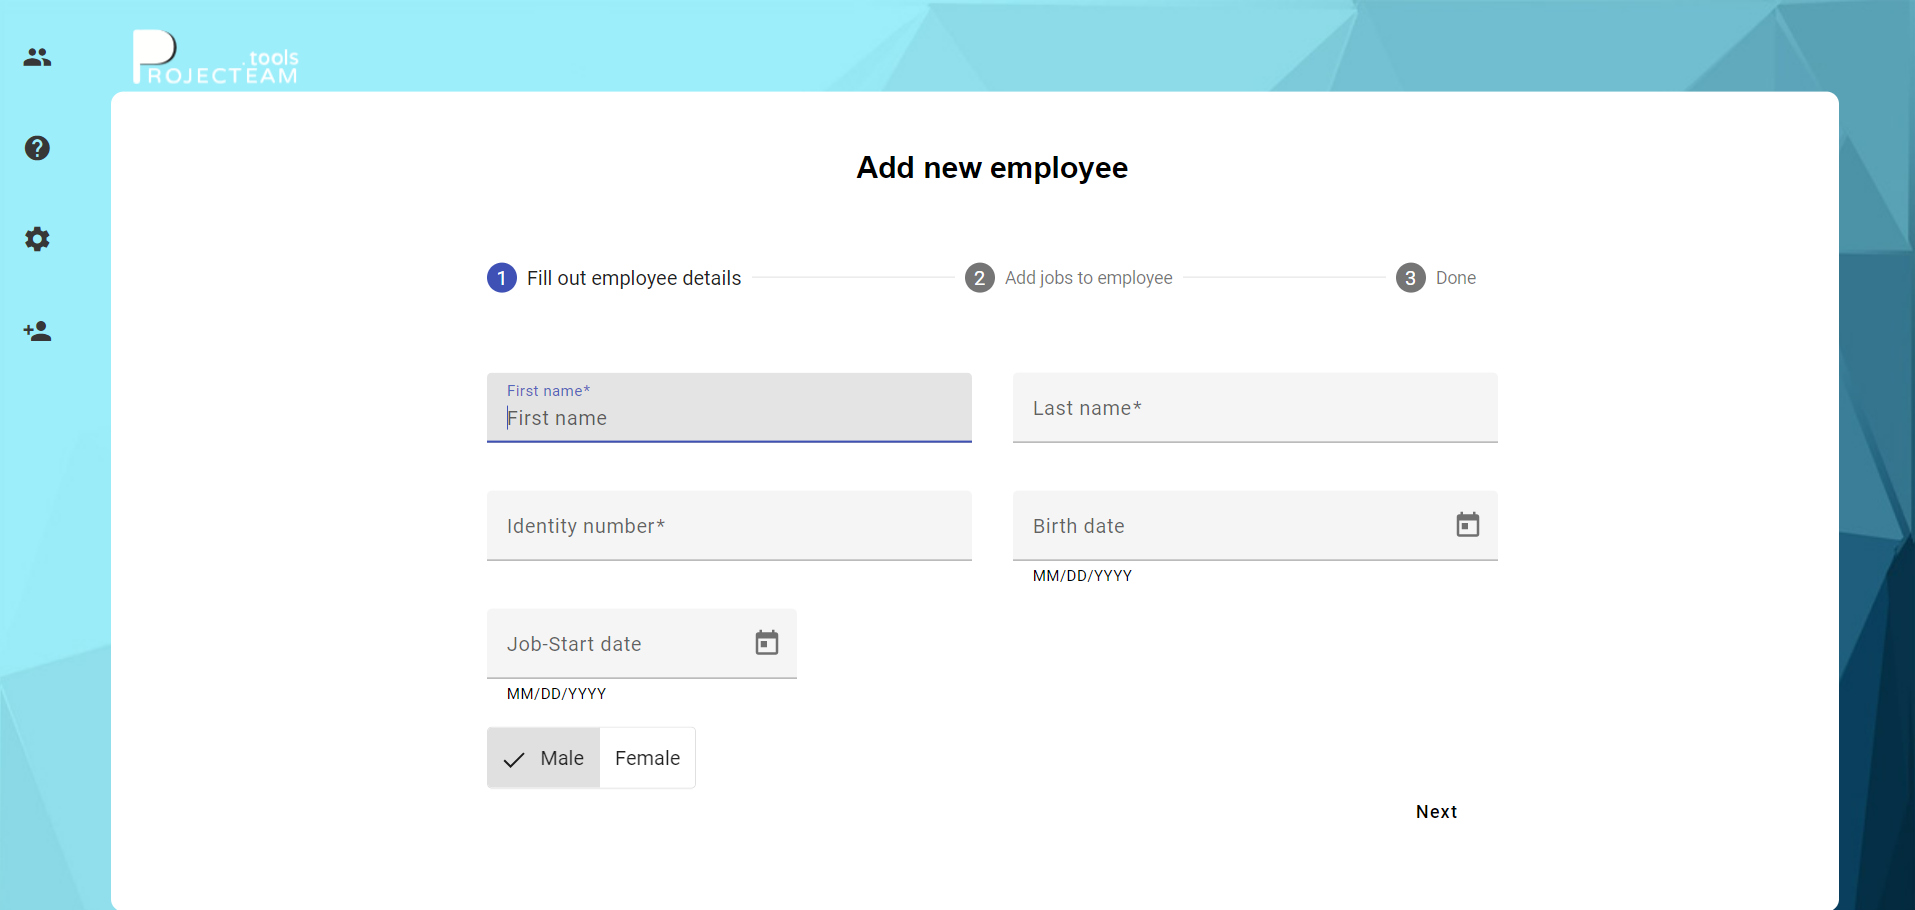 .tools
PROJECTEAM
Add new employee
1 Fill out employee details
2 Add jobs to employee
3 Done
First name*
First name
Last name*
Identity number*
Birth date
MM/DD/YYYY
Job-Start date
MM/DD/YYYY
Male Female
Next